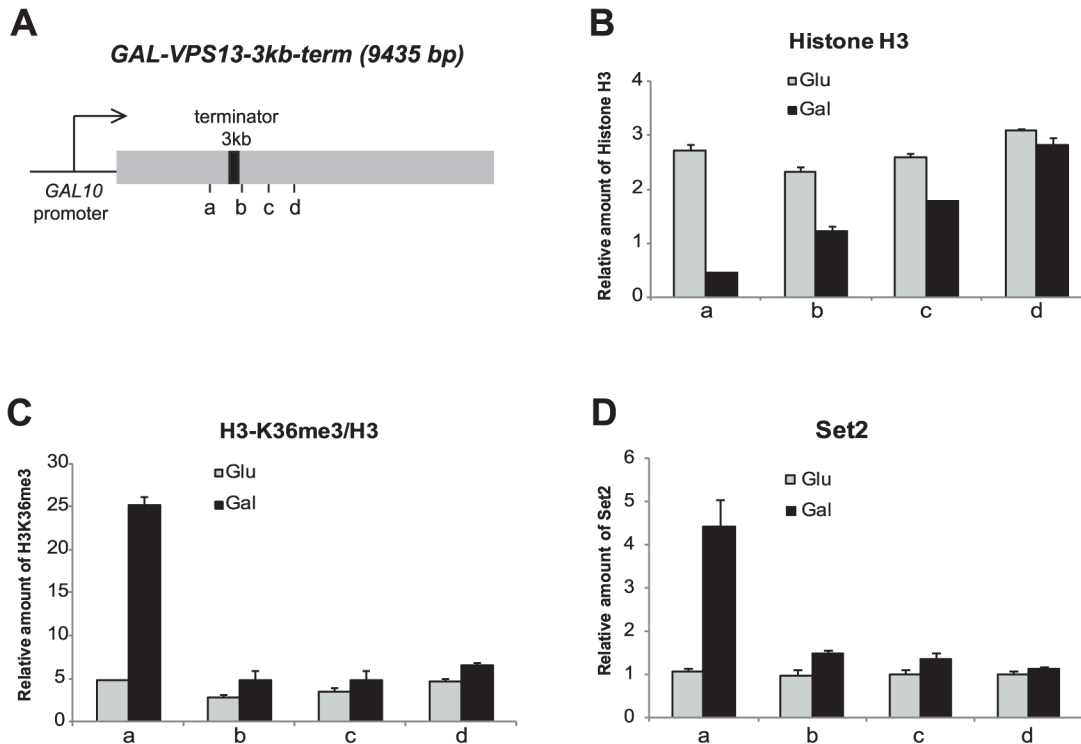 A
GAL-VPS13-3kb-term (9435 bp)
terminator
3kb
GAL10
promoter
a
b
c
d
B
Histone H3
Glu
Gal
Relative amount of Histone H3
4
3
2
1
0
a
b
c
d
C
H3-K36me3/H3
Glu
Gal
Relative amount of H3K36me3
30
25
20
15
10
5
0
a
b
c
d
D
Set2
Glu
Gal
Relative amount of Set2
6
5
4
3
2
1
0
a
b
c
d